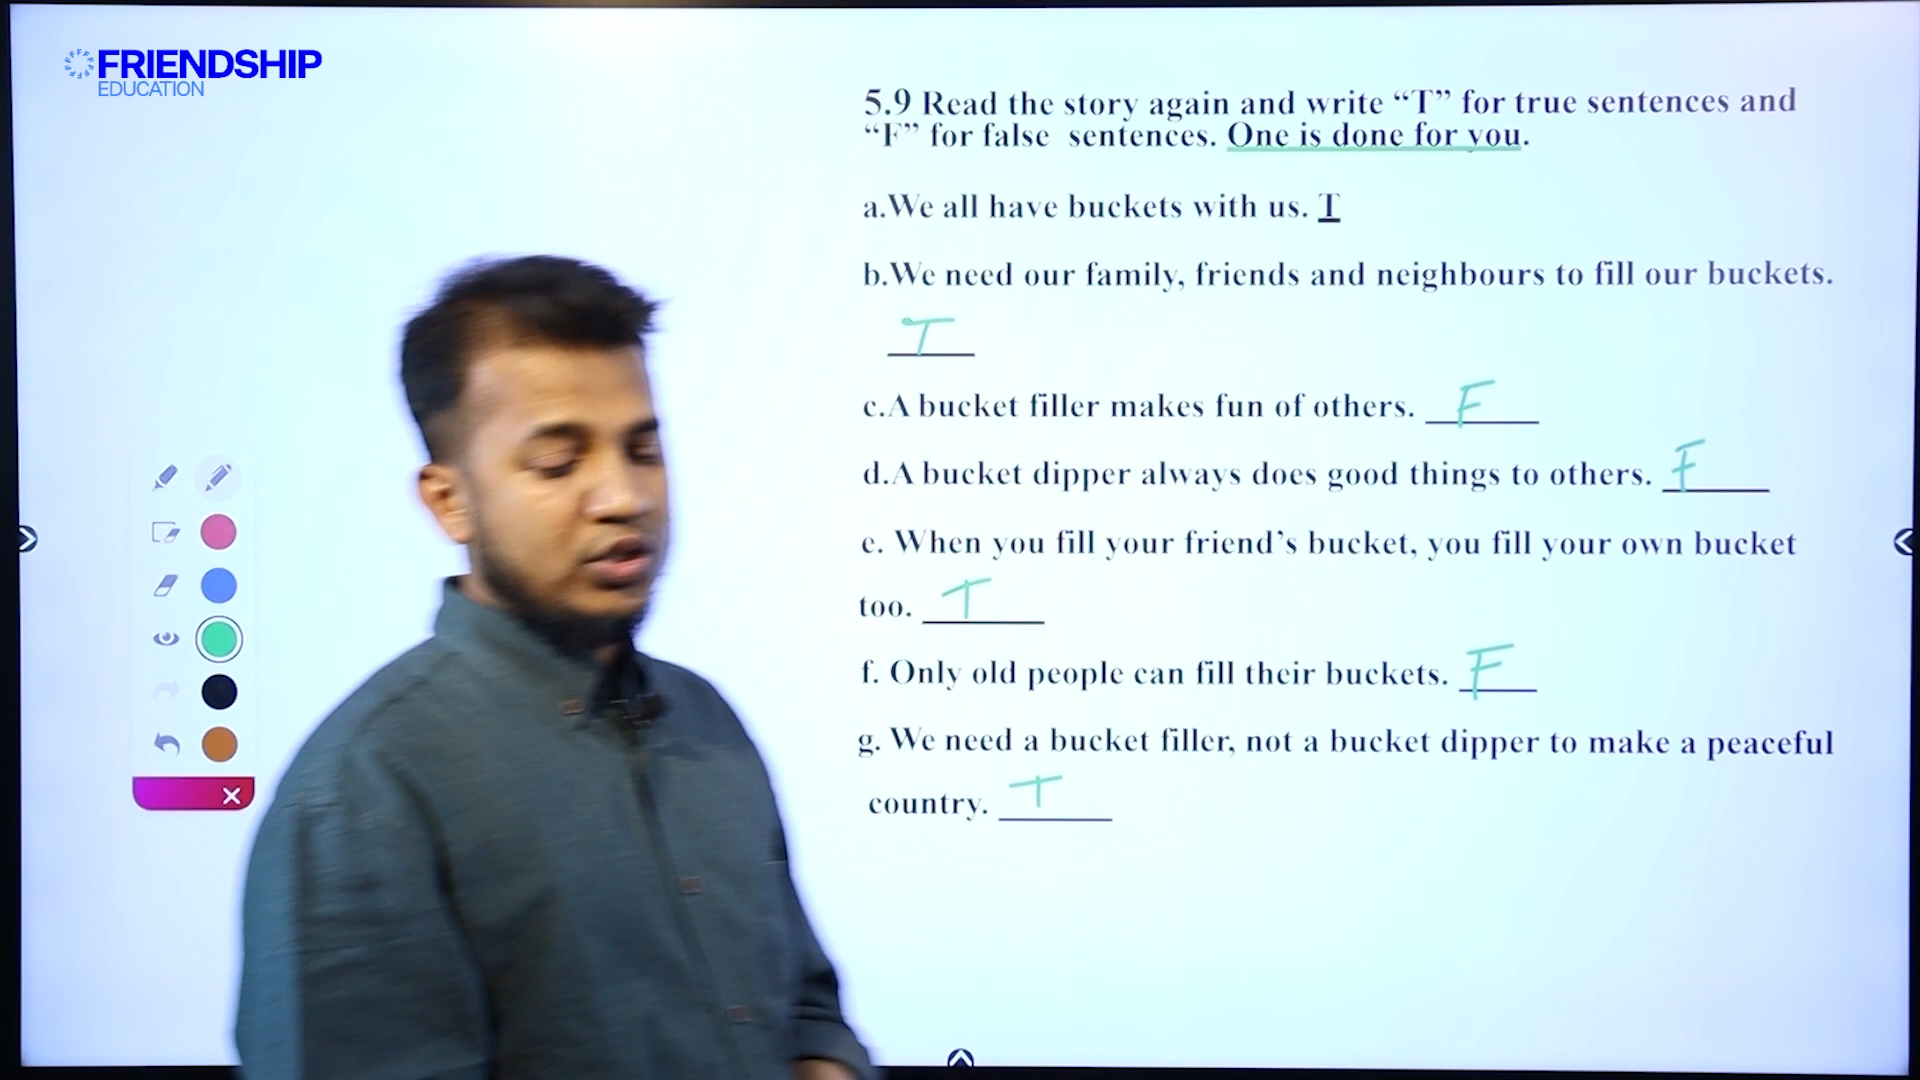 FRIENDSHIP
EDUCATION
5.9 Read the story again and write “T” for true sentences and
“F” for false sentences. One is done for you.
a.We all have buckets with us. T
b.We need our family, friends and neighbours to fill our buckets.
T
c.A bucket filler makes fun of others. F
d.A bucket dipper always does good things to others. F
e. When you fill your friend’s bucket, you fill your own bucket
too. T
f. Only old people can fill their buckets. F
g. We need a bucket filler, not a bucket dipper to make a peaceful
country. T